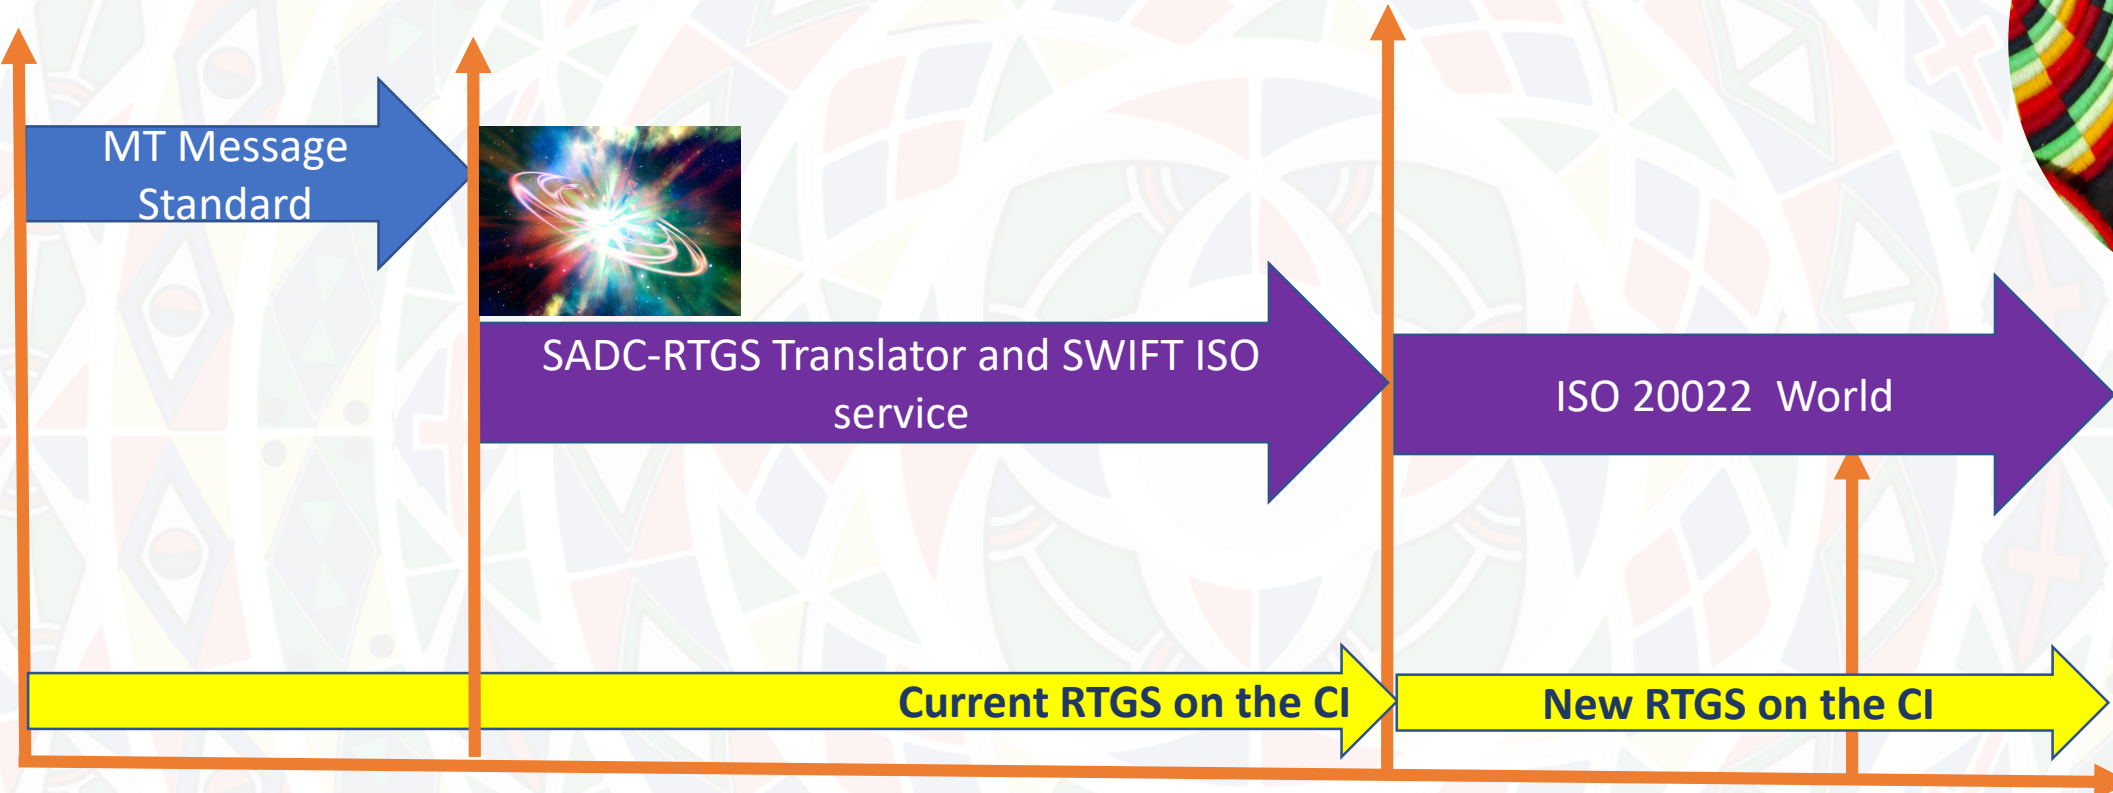 MT Message
Standard
SADC-RTGS Translator and SWIFT ISO
service
ISO 20022 World
Current RTGS on the CI
New RTGS on the CI